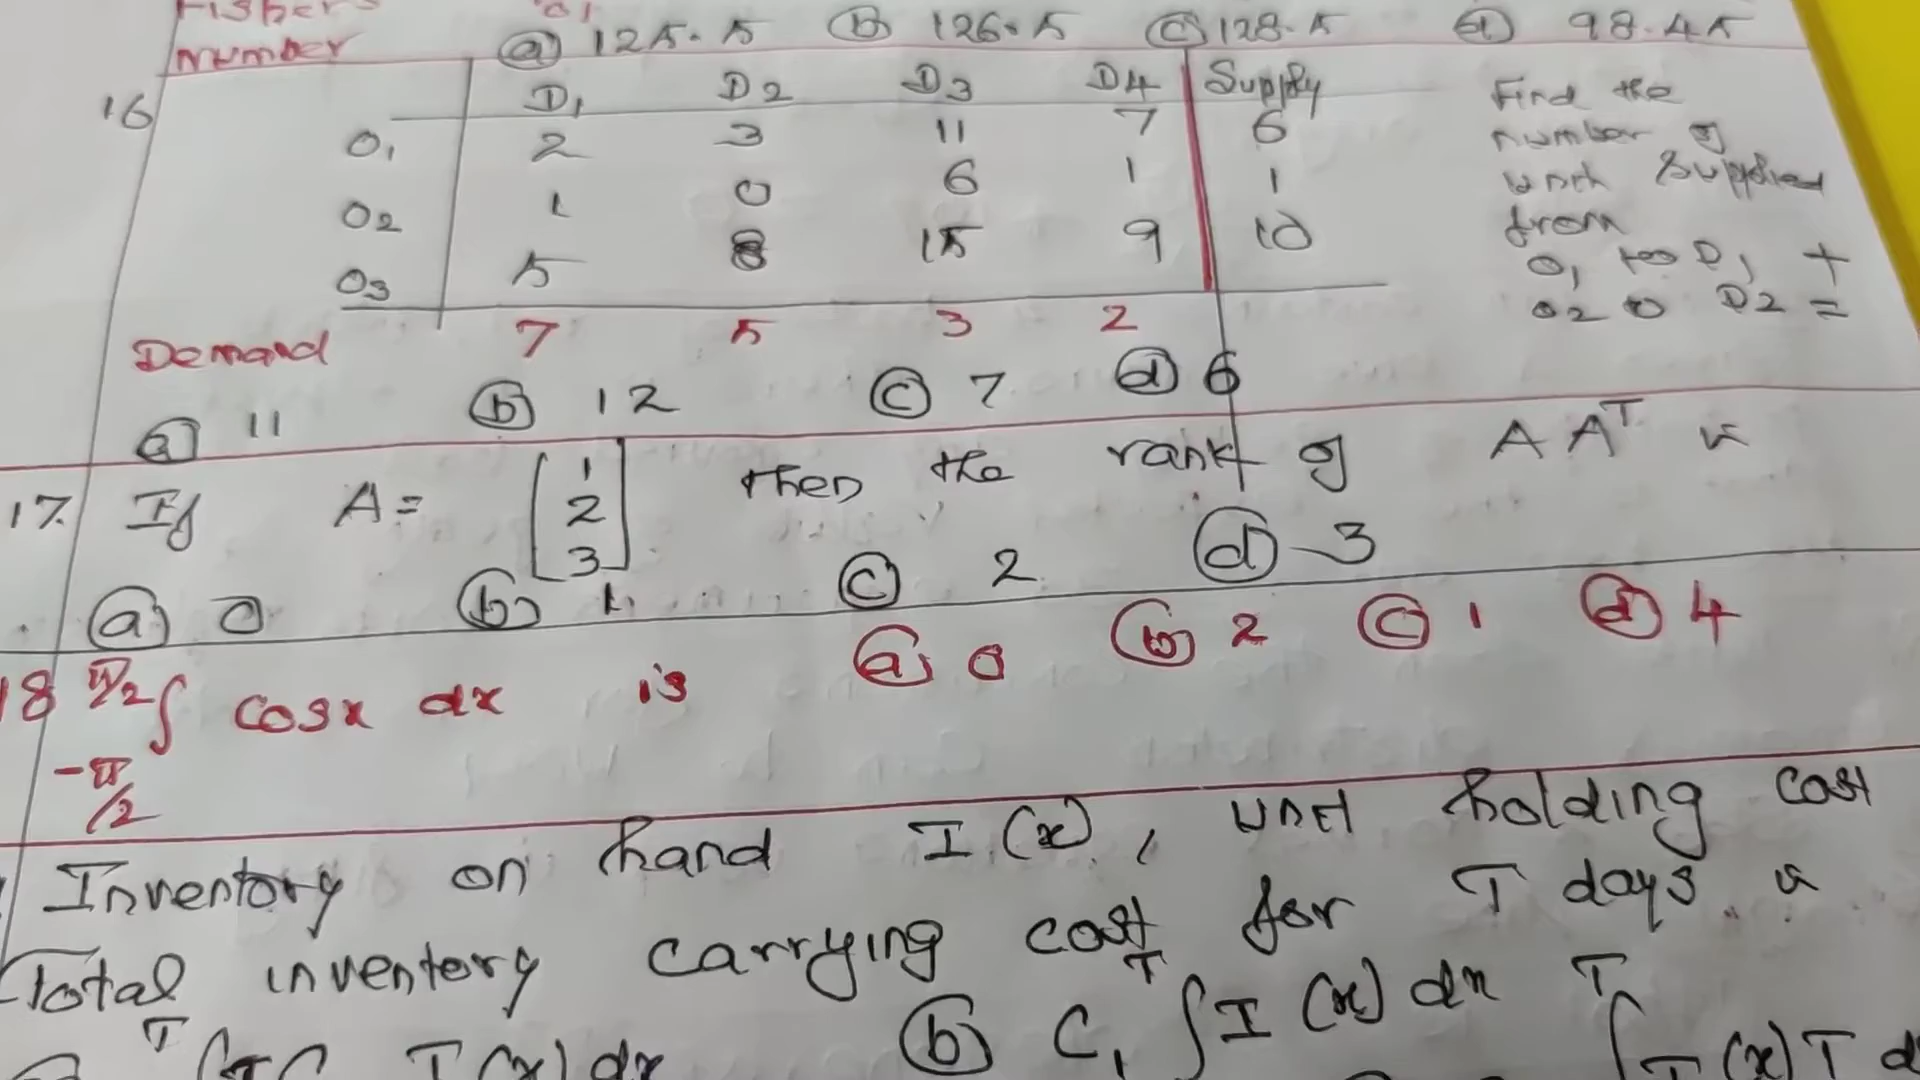 number ⓐ 125.5 ⓑ 126.5 ⓒ 128.5 ⓓ 98.45
16 D1 D2 D3 D4 Supply Find the
O1 2 3 11 7 6 number of
O2 1 0 6 1 1 unit Supplied
O3 5 8 15 9 10 from
O1 to D1 +
O2 to D2 =
Demand 7 5 3 2
ⓐ 11 ⓑ 12 ⓒ 7 ⓓ 6
17. If A = [1 2 3] then the rank of A Aᵀ is
ⓐ 0 ⓑ 1 ⓒ 2 ⓓ 3
18 π/2 ∫ cosx dx is ⓐ 0 ⓑ 2 ⓒ 1 ⓓ 4
-π/2
Inventory on hand I(x), unit holding cost
Total inventory carrying cost for T days is
ⓑ C1 T∫ I(x) dx